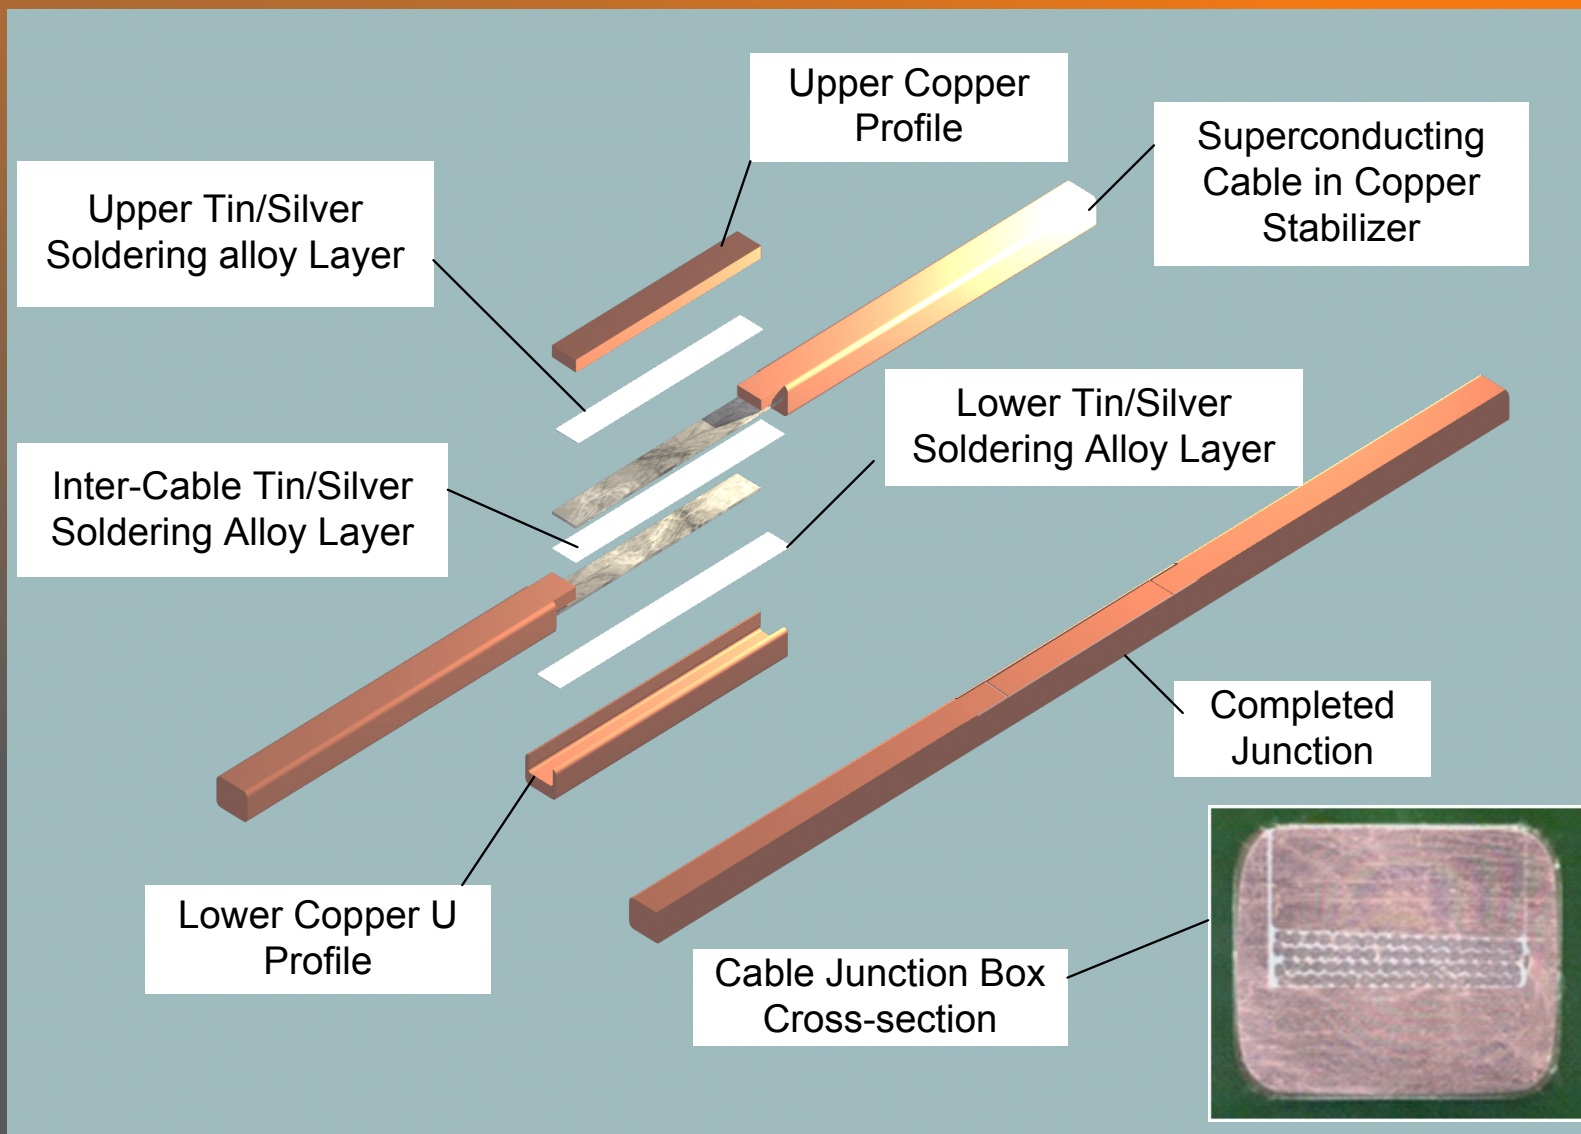 Upper Copper
Profile
Superconducting
Cable in Copper
Stabilizer
Upper Tin/Silver
Soldering alloy Layer
Lower Tin/Silver
Soldering Alloy Layer
Inter-Cable Tin/Silver
Soldering Alloy Layer
Completed
Junction
Lower Copper U
Profile
Cable Junction Box
Cross-section